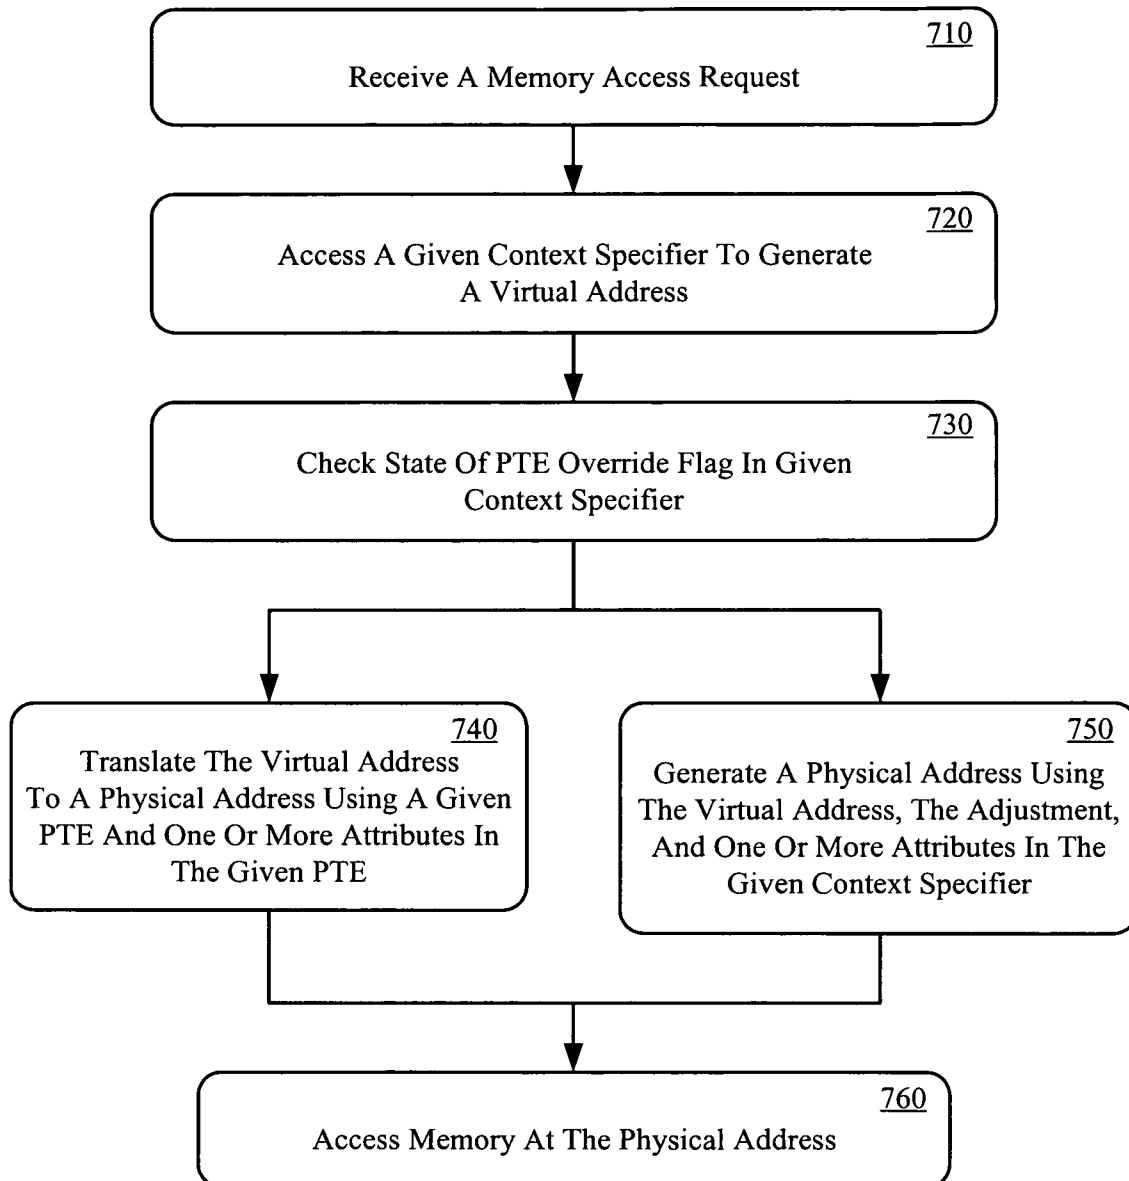 710
Receive A Memory Access Request
720
Access A Given Context Specifier To Generate
A Virtual Address
730
Check State Of PTE Override Flag In Given
Context Specifier
740
Translate The Virtual Address
To A Physical Address Using A Given
PTE And One Or More Attributes In
The Given PTE
750
Generate A Physical Address Using
The Virtual Address, The Adjustment,
And One Or More Attributes In The
Given Context Specifier
760
Access Memory At The Physical Address